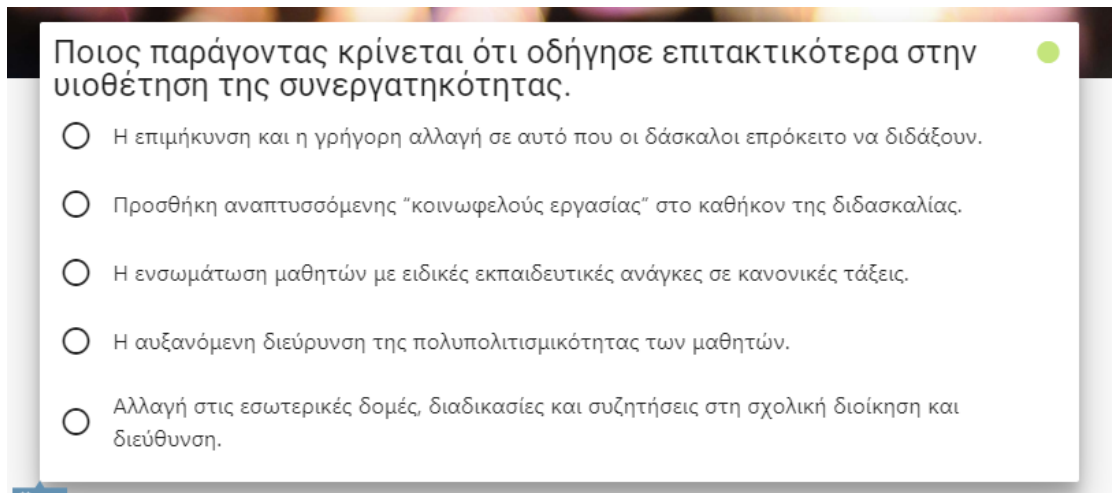 Ποιος παράγοντας κρίνεται ότι οδήγησε επιτακτικότερα στην
υιοθέτηση της συνεργατηκότητας.
Η επιμήκυνση και η γρήγορη αλλαγή σε αυτό που οι δάσκαλοι επρόκειτο να διδάξουν.
Προσθήκη αναπτυσσόμενης “κοινωφελούς εργασίας” στο καθήκον της διδασκαλίας.
Η ενσωμάτωση μαθητών με ειδικές εκπαιδευτικές ανάγκες σε κανονικές τάξεις.
Η αυξανόμενη διεύρυνση της πολυπολιτισμικότητας των μαθητών.
Αλλαγή στις εσωτερικές δομές, διαδικασίες και συζητήσεις στη σχολική διοίκηση και
διεύθυνση.